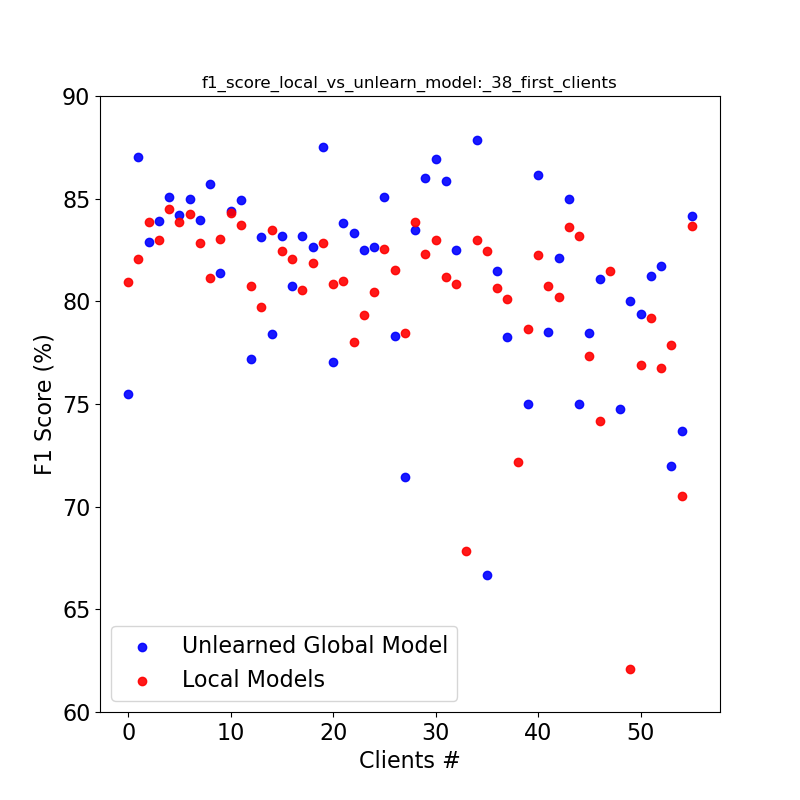 f1_score_local_vs_unlearn_model:_38_first_clients
90
85
80
75
70
65
60
F1 Score (%)
Unlearned Global Model
Local Models
0 10 20 30 40 50
Clients #